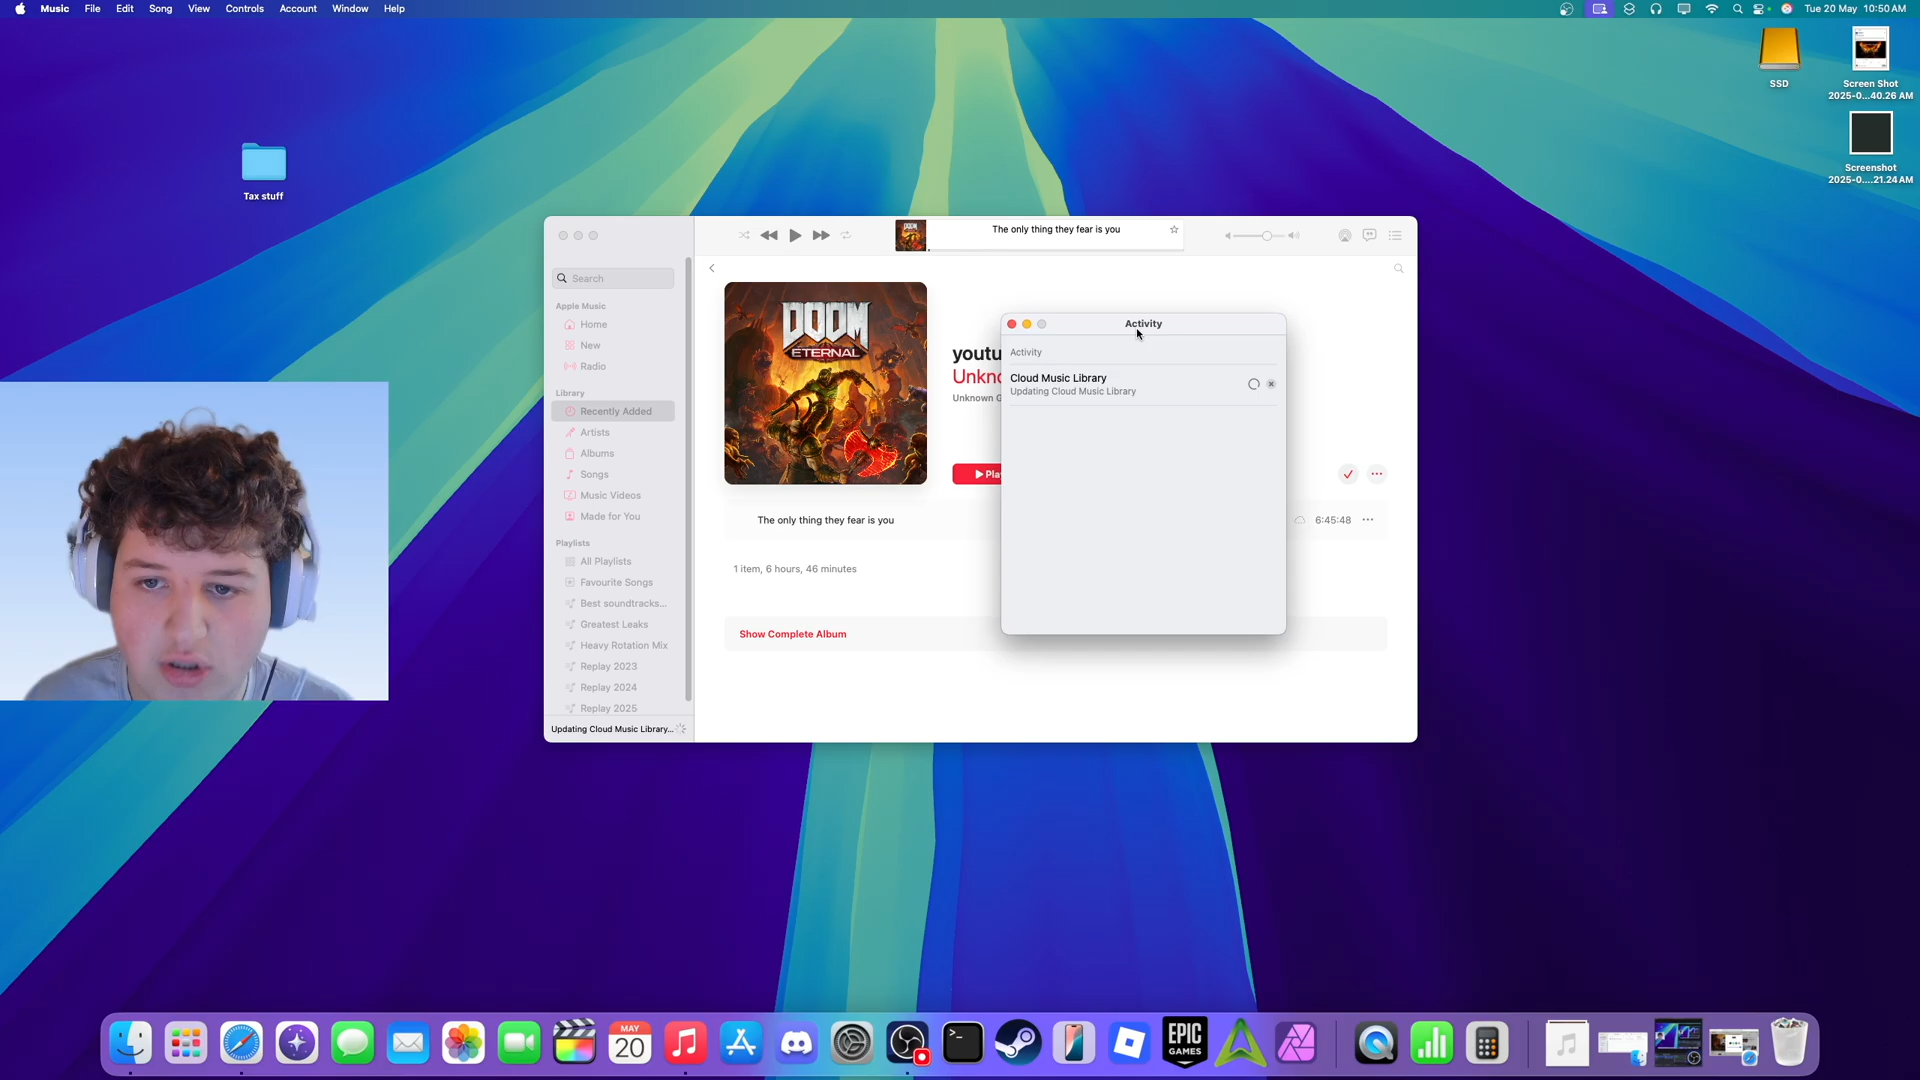 Music File Edit Song View Controls Account Window Help
Tue 20 May 10:50 AM
SSD
Screen Shot
2025-0...40.26 AM
Screenshot
2025-0....21.24 AM
Tax stuff
The only thing they fear is you
Search
Apple Music
Home
New
Radio
Library
Recently Added
Artists
Albums
Songs
Music Videos
Made for You
Playlists
All Playlists
Favourite Songs
Best soundtracks...
Greatest Leaks
Heavy Rotation Mix
Replay 2023
Replay 2024
Replay 2025
Updating Cloud Music Library...
DOOM
ETERNAL
youtu
Unkno
Unknown G
Pla
The only thing they fear is you
6:45:48
1 item, 6 hours, 46 minutes
Show Complete Album
Activity
Activity
Cloud Music Library
Updating Cloud Music Library
MAY
20
EPIC
GAMES